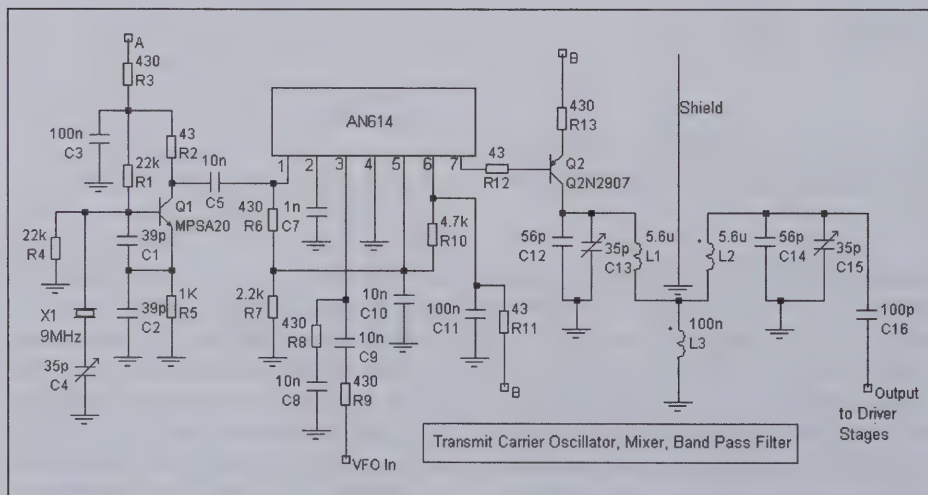 A
430
R3
100n
C3
43
R2
22k
R1
10n
C5
Q1
MPSA20
22k
R4
39p
C1
39p
C2
1K
R5
X1
9MHz
35p
C4
AN614
1 2 3 4 5 6 7
430
R6
1n
C7
2.2k
R7
430
R8
10n
C8
10n
C9
430
R9
VFO In
10n
C10
4.7k
R10
100n
C11
43
R11
B
43
R12
B
430
R13
Q2
Q2N2907
Shield
56p
C12
35p
C13
5.6u
L1
5.6u
L2
100n
L3
56p
C14
35p
C15
100p
C16
Output
to Driver
Stages
Transmit Carrier Oscillator, Mixer, Band Pass Filter